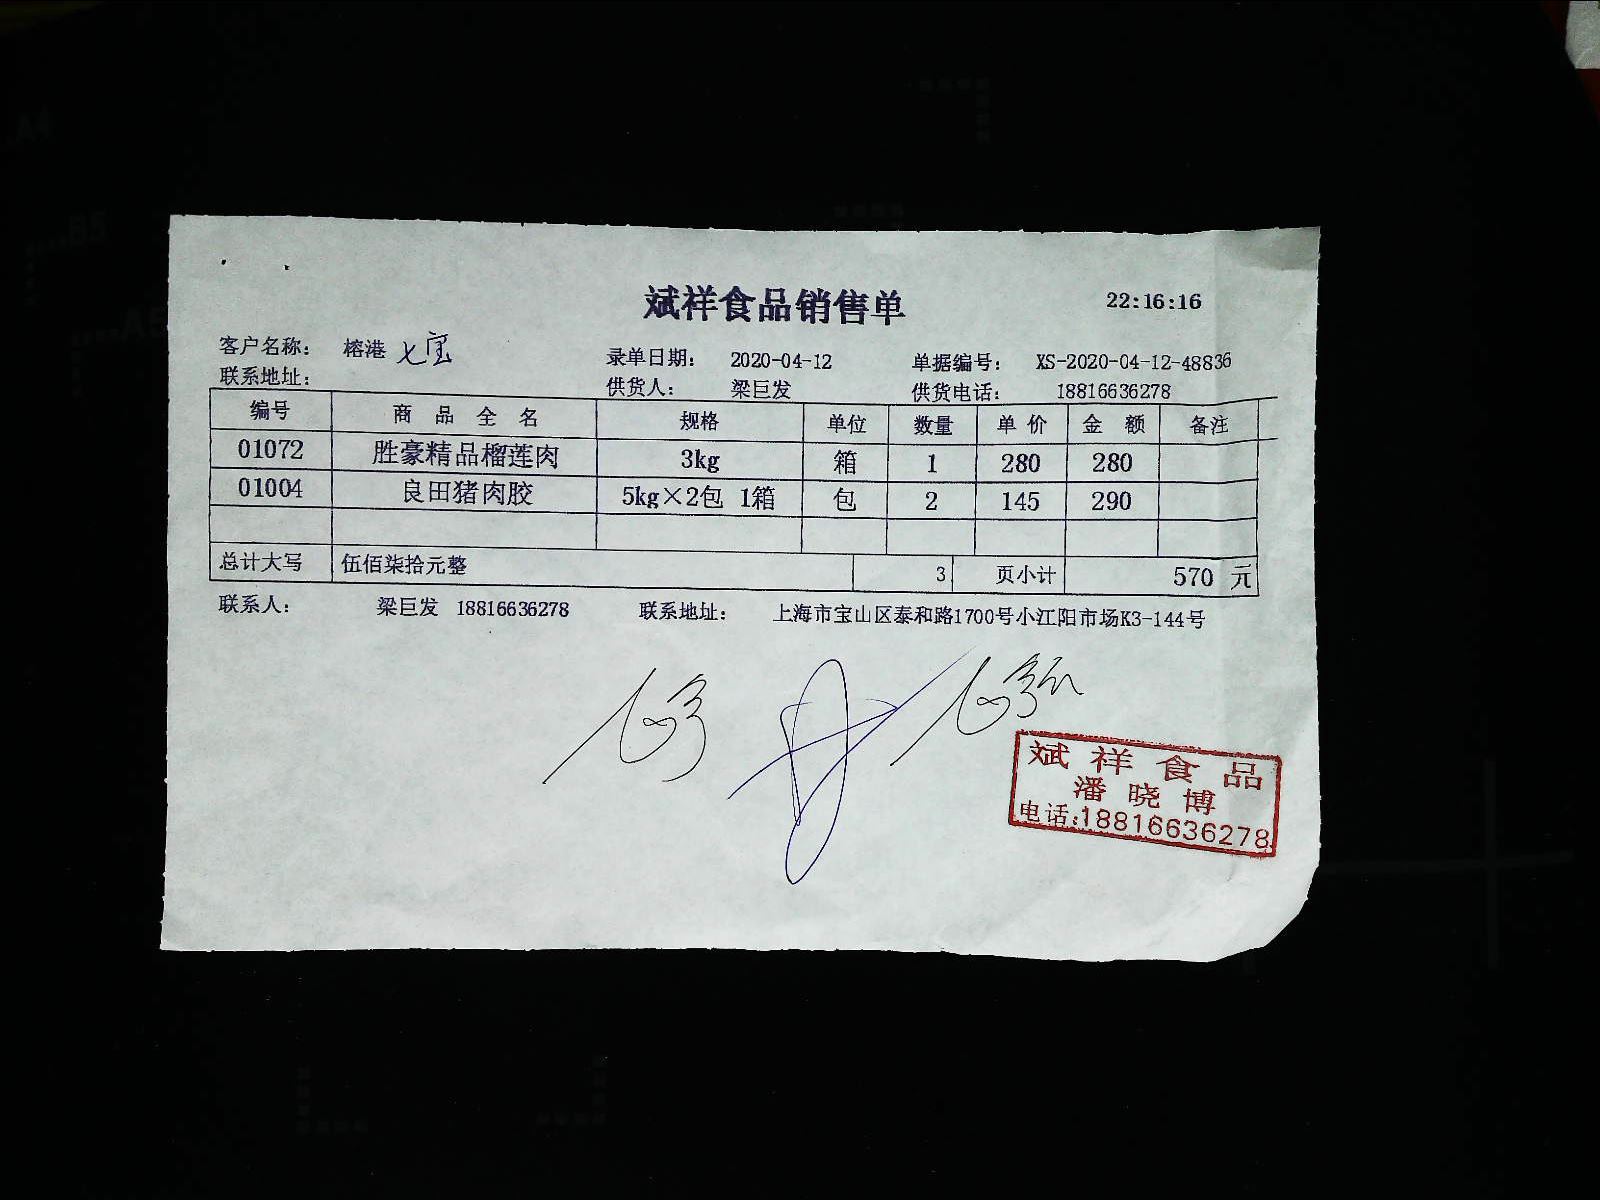 斌祥食品销售单 22:16:16
客户名称： 榕港 七宝 录单日期： 2020-04-12 单据编号： XS-2020-04-12-48836
联系地址： 供货人： 梁巨发 供货电话： 18816636278
编号 商品全名 规格 单位 数量 单价 金额 备注
01072 胜豪精品榴莲肉 3kg 箱 1 280 280
01004 良田猪肉胶 5kg×2包 1箱 包 2 145 290
总计大写 伍佰柒拾元整 3 页小计 570 元
联系人： 梁巨发 18816636278 联系地址： 上海市宝山区泰和路1700号小江阳市场K3-144号
斌祥食品
潘晓博
电话:18816636278